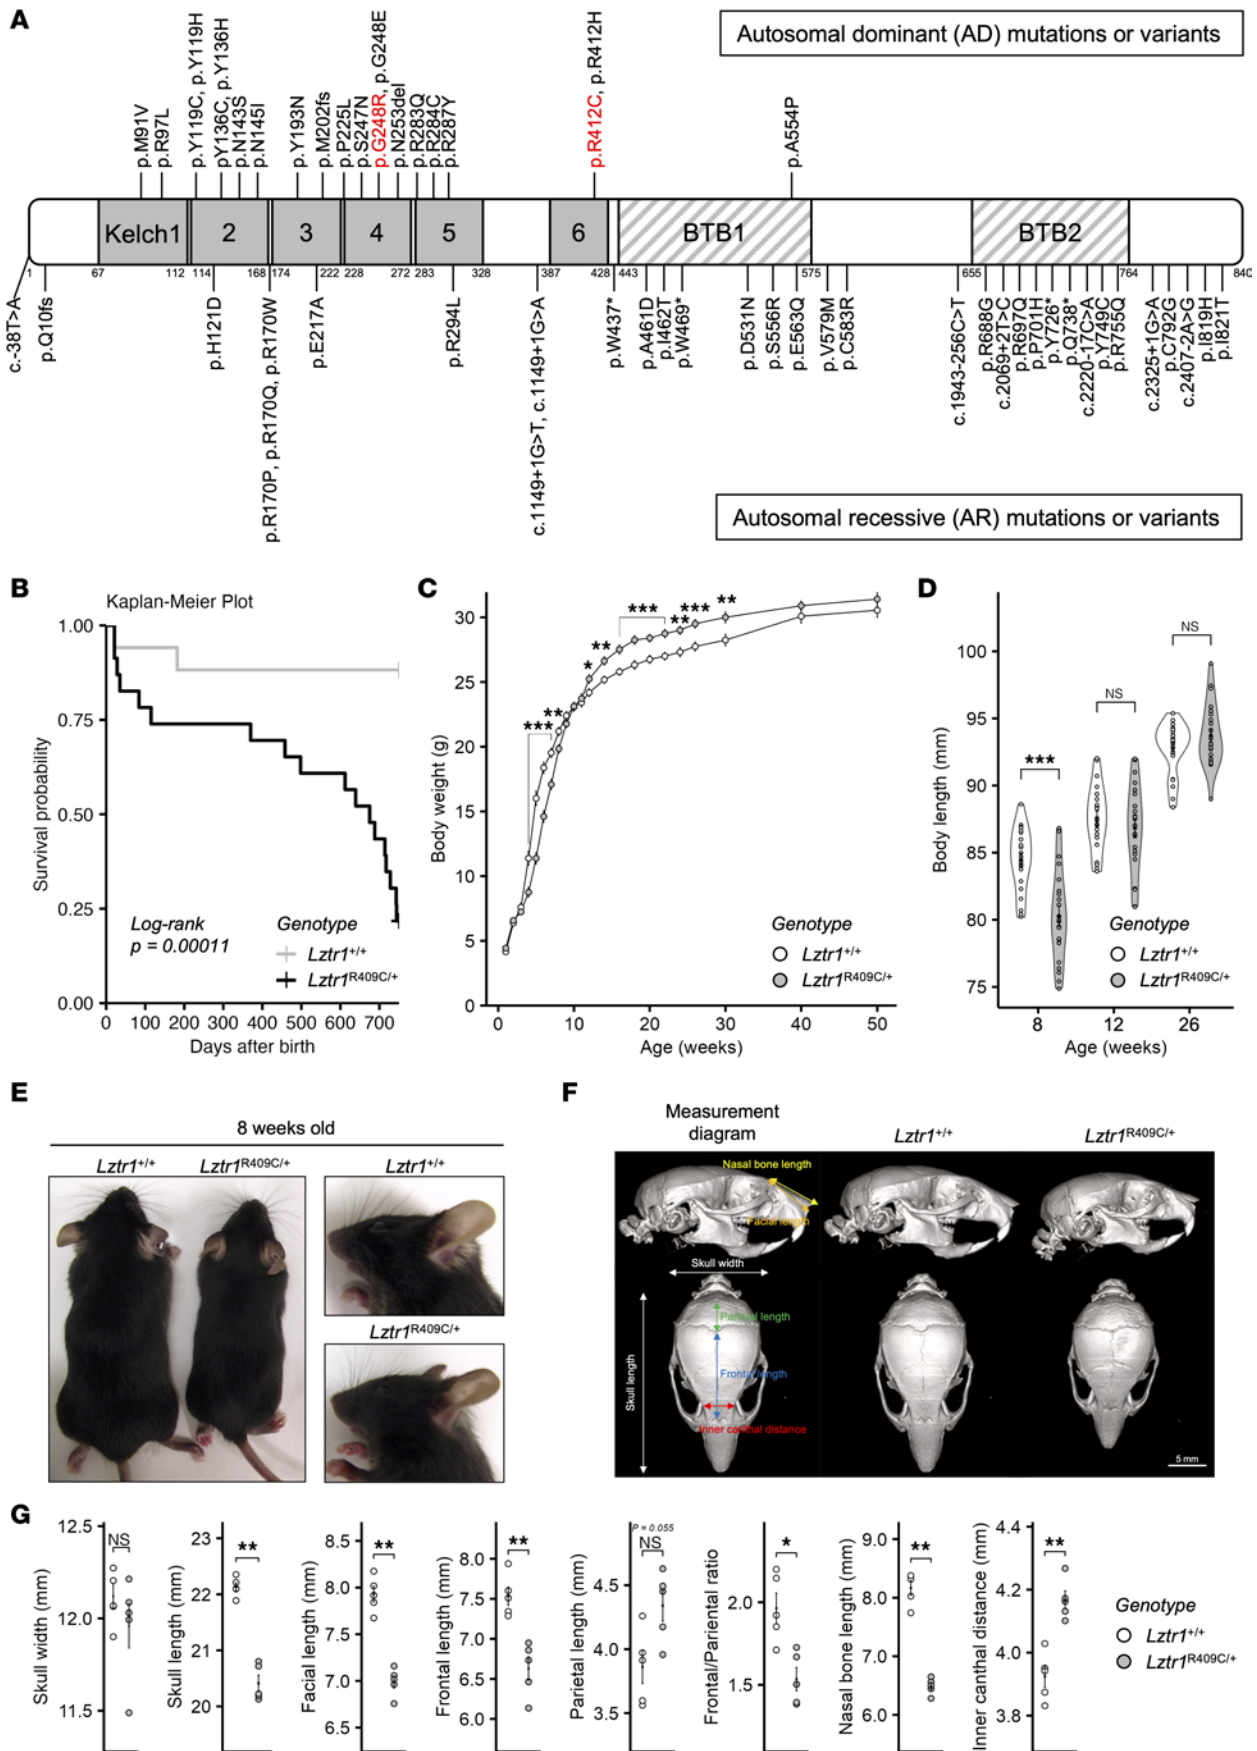 A
Autosomal dominant (AD) mutations or variants
p.M91V
p.R97L
p.Y119C, p.Y119H
p.Y136C, p.Y136H
p.N143S
p.N145I
p.Y193N
p.M202fs
p.P225L
p.S247N
p.G248R, p.G248E
p.N253del
p.R283Q
p.R284C
p.R287Y
p.R412C, p.R412H
p.A554P
Kelch1 2 3 4 5 6 BTB1 BTB2
1 67 112 114 168 174 222 228 272 283 328 387 428 443 575 655 764 840
c.-38T>A
p.Q10fs
p.H121D
p.R170P, p.R170Q, p.R170W
p.E217A
p.R294L
c.1149+1G>T, c.1149+1G>A
p.W437*
p.A461D
p.I462T
p.W469*
p.D531N
p.S556R
p.E563Q
p.V579M
p.C583R
c.1943-256C>T
p.R688G
c.2069+2T>C
p.R697Q
p.P701H
p.Y726*
p.Q738*
c.2220-17C>A
p.Y749C
p.R755Q
c.2325+1G>A
p.C792G
c.2407-2A>G
p.I819H
p.I821T
Autosomal recessive (AR) mutations or variants
B
Kaplan-Meier Plot
Survival probability
1.00
0.75
0.50
0.25
0.00
Log-rank
p = 0.00011
Genotype
Lztr1+/+
Lztr1R409C/+
0 100 200 300 400 500 600 700
Days after birth
C
Body weight (g)
30
25
20
15
10
5
0
*** ** * ** *** ** *** **
Genotype
Lztr1+/+
Lztr1R409C/+
0 10 20 30 40 50
Age (weeks)
D
Body length (mm)
100
95
90
85
80
75
***
NS
NS
Genotype
Lztr1+/+
Lztr1R409C/+
8 12 26
Age (weeks)
E
8 weeks old
Lztr1+/+ Lztr1R409C/+ Lztr1+/+
Lztr1R409C/+
F
Measurement
diagram
Lztr1+/+
Lztr1R409C/+
Nasal bone length
Facial length
Skull width
Skull length
Parietal length
Frontal length
Inner canthal distance
5 mm
G
Skull width (mm)
12.5
12.0
11.5
NS
Skull length (mm)
23
22
21
20
**
Facial length (mm)
8.5
8.0
7.5
7.0
6.5
**
Frontal length (mm)
8.0
7.5
7.0
6.5
6.0
**
Parietal length (mm)
4.5
4.0
3.5
P = 0.055
NS
Frontal/Pariental ratio
2.0
1.5
*
Nasal bone length (mm)
9.0
8.0
7.0
6.0
**
Inner canthal distance (mm)
4.4
4.2
4.0
3.8
**
Genotype
Lztr1+/+
Lztr1R409C/+